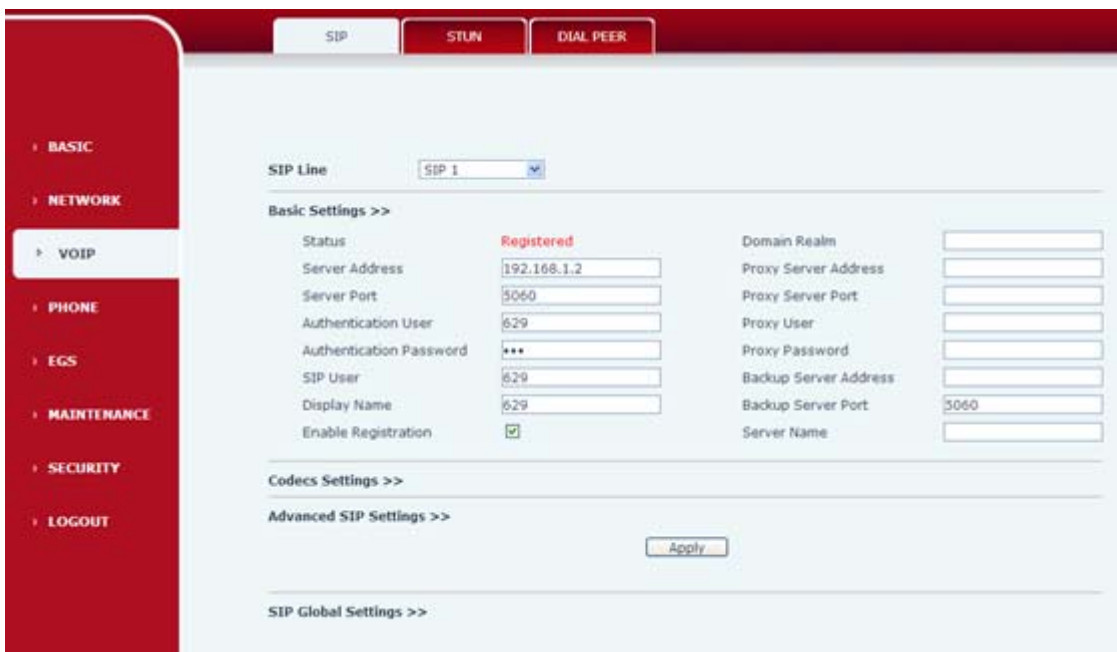 SIP STUN DIAL PEER
BASIC
NETWORK
VOIP
PHONE
EGS
MAINTENANCE
SECURITY
LOGOUT
SIP Line SIP 1
Basic Settings >>
Status Registered Domain Realm
Server Address 192.168.1.2 Proxy Server Address
Server Port 5060 Proxy Server Port
Authentication User 629 Proxy User
Authentication Password ••• Proxy Password
SIP User 629 Backup Server Address
Display Name 629 Backup Server Port 5060
Enable Registration Server Name
Codecs Settings >>
Advanced SIP Settings >>
Apply
SIP Global Settings >>